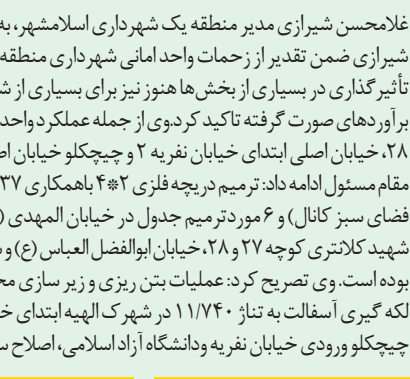 غلامحسن شیرازی مدیر منطقه یک شهرداری اسلامشهر، به
شیرازی ضمن تقدیر از زحمات واحد امانی شهرداری منطقه
تأثیرگذاری در بسیاری از بخش‌ها هنوز نیز برای بسیاری از ش
برآوردهای صورت گرفته تاکید کرد.وی از جمله عملکرد واحد
۲۸، خیابان اصلی ابتدای خیابان نفریه ۲ و چیچکلو خیابان اص
مقام مسئول ادامه داد: ترمیم دریچه فلزی ۲*۴ باهمکاری ۳۷
فضای سبز کانال) و ۶ موردترمیم جدول در خیابان المهدی (
شهید کلانتری کوچه ۲۷ و ۲۸، خیابان ابوالفضل العباس (ع) و
بوده است. وی تصریح کرد: عملیات بتن ریزی و زیر سازی مح
لکه گیری آسفالت به تناژ ۱۱/۷۴۰ در شهرک الهیه ابتدای خ
چیچکلو ورودی خیابان نفریه ودانشگاه آزاد اسلامی، اصلاح س